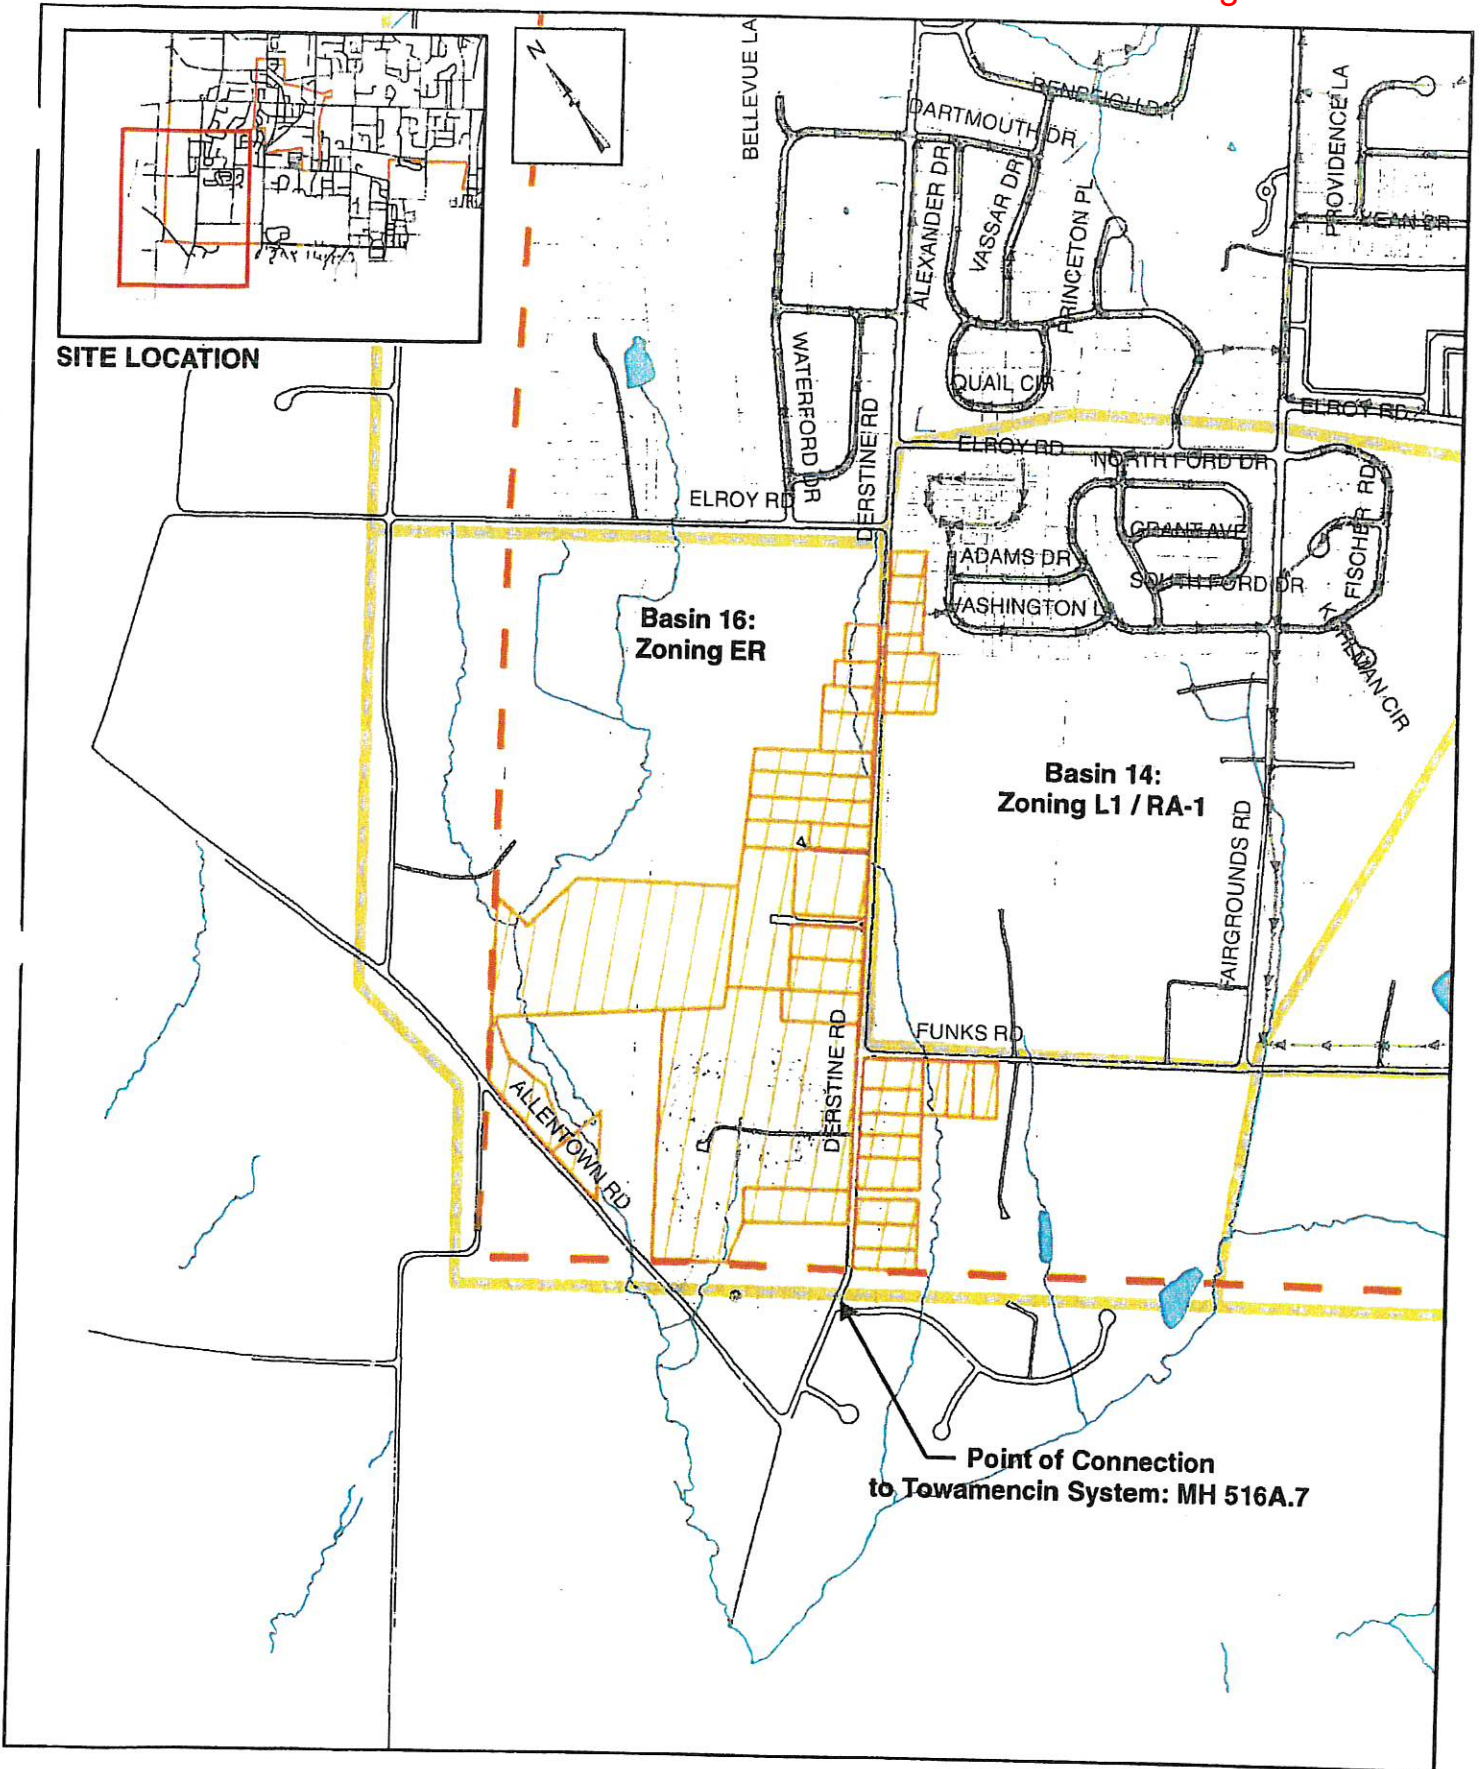 N
SITE LOCATION
BELLEVUE LA
DARTMOUTH DR
ALEXANDER DR
VASSAR DR
PRINCETON PL
PROVIDENCE LA
WATERFORD DR
DERSTINE RD
QUAIL CIR
ELROY RD
ELROY RD
ELROY RD
NORTH FORD DR
GRANT AVE
ADAMS DR
SOUTH FORD DR
FISCHER RD
Basin 16:
Zoning ER
Basin 14:
Zoning L1 / RA-1
FAIRGROUNDS RD
FUNKS RD
DERSTINE RD
ALLENTOWN RD
Point of Connection
to Towamencin System: MH 516A.7